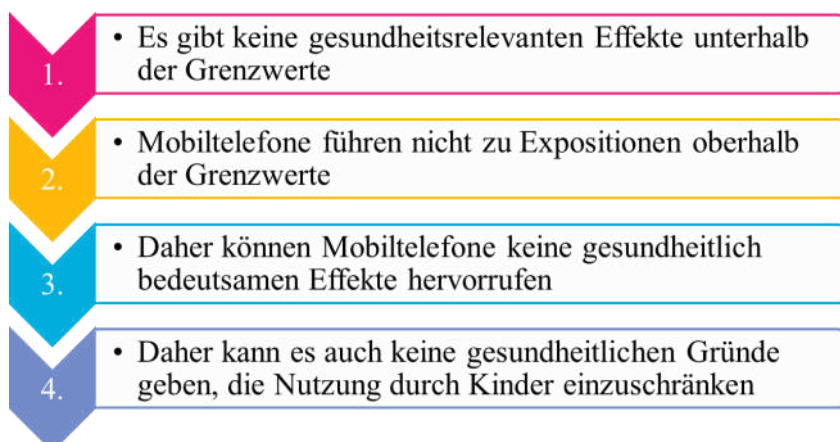 1.
• Es gibt keine gesundheitsrelevanten Effekte unterhalb
der Grenzwerte
2.
• Mobiltelefone führen nicht zu Expositionen oberhalb
der Grenzwerte
3.
• Daher können Mobiltelefone keine gesundheitlich
bedeutsamen Effekte hervorrufen
4.
• Daher kann es auch keine gesundheitlichen Gründe
geben, die Nutzung durch Kinder einzuschränken